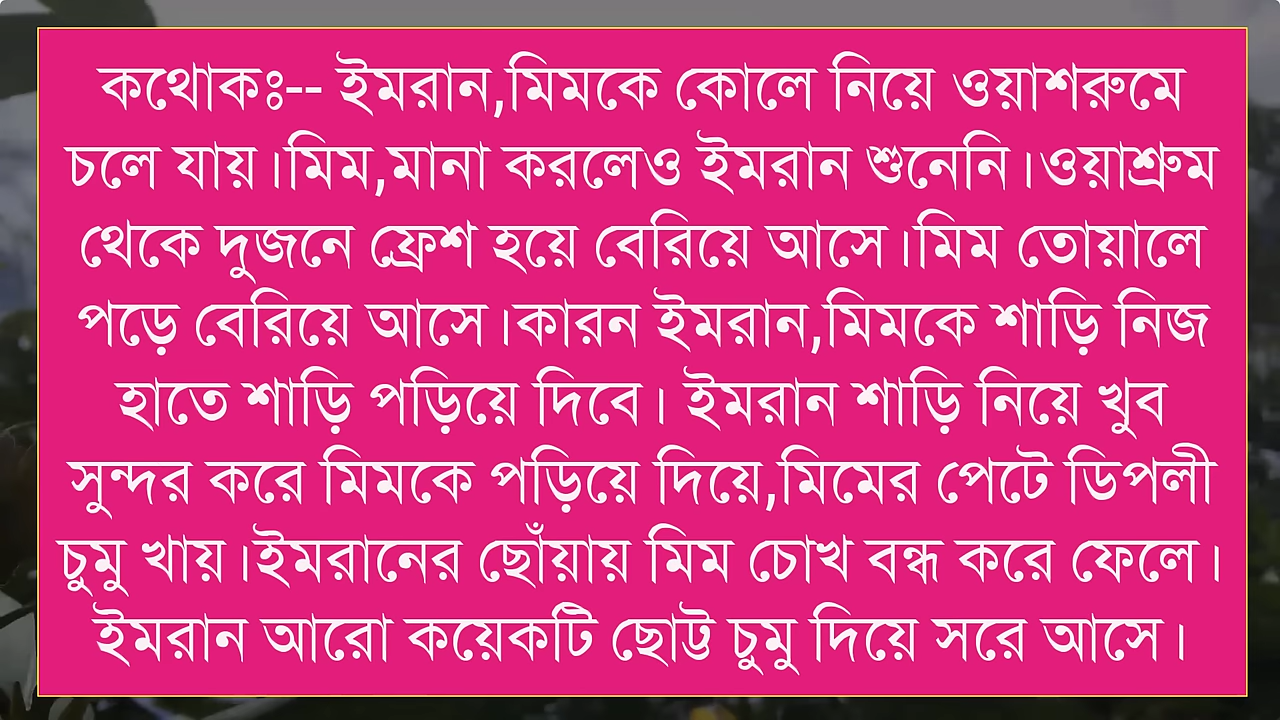 কথোকঃ-- ইমরান,মিমকে কোলে নিয়ে ওয়াশরুমে
চলে যায়।মিম,মানা করলেও ইমরান শুনেনি।ওয়াশ্রুম
থেকে দুজনে ফ্রেশ হয়ে বেরিয়ে আসে।মিম তোয়ালে
পড়ে বেরিয়ে আসে।কারন ইমরান,মিমকে শাড়ি নিজ
হাতে শাড়ি পড়িয়ে দিবে। ইমরান শাড়ি নিয়ে খুব
সুন্দর করে মিমকে পড়িয়ে দিয়ে,মিমের পেটে ডিপলী
চুমু খায়।ইমরানের ছোঁয়ায় মিম চোখ বন্ধ করে ফেলে।
ইমরান আরো কয়েকটি ছোট্ট চুমু দিয়ে সরে আসে।